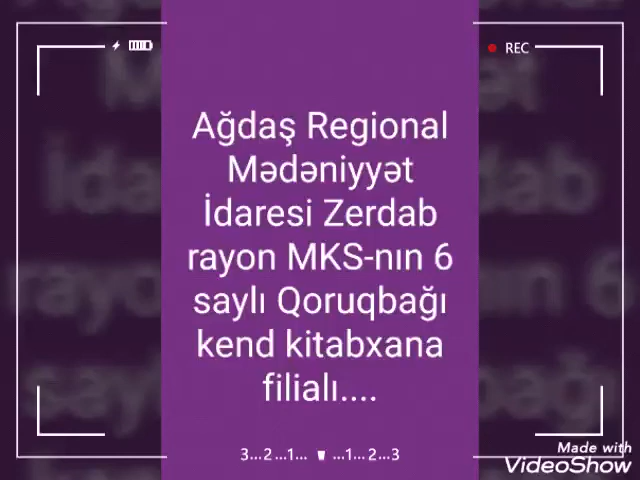 REC
Ağdaş Regional
Mədəniyyət
İdaresi Zerdab
rayon MKS-nın 6
saylı Qoruqbağı
kend kitabxana
filialı....
3...2...1... ...1...2...3
Made with
VideoShow